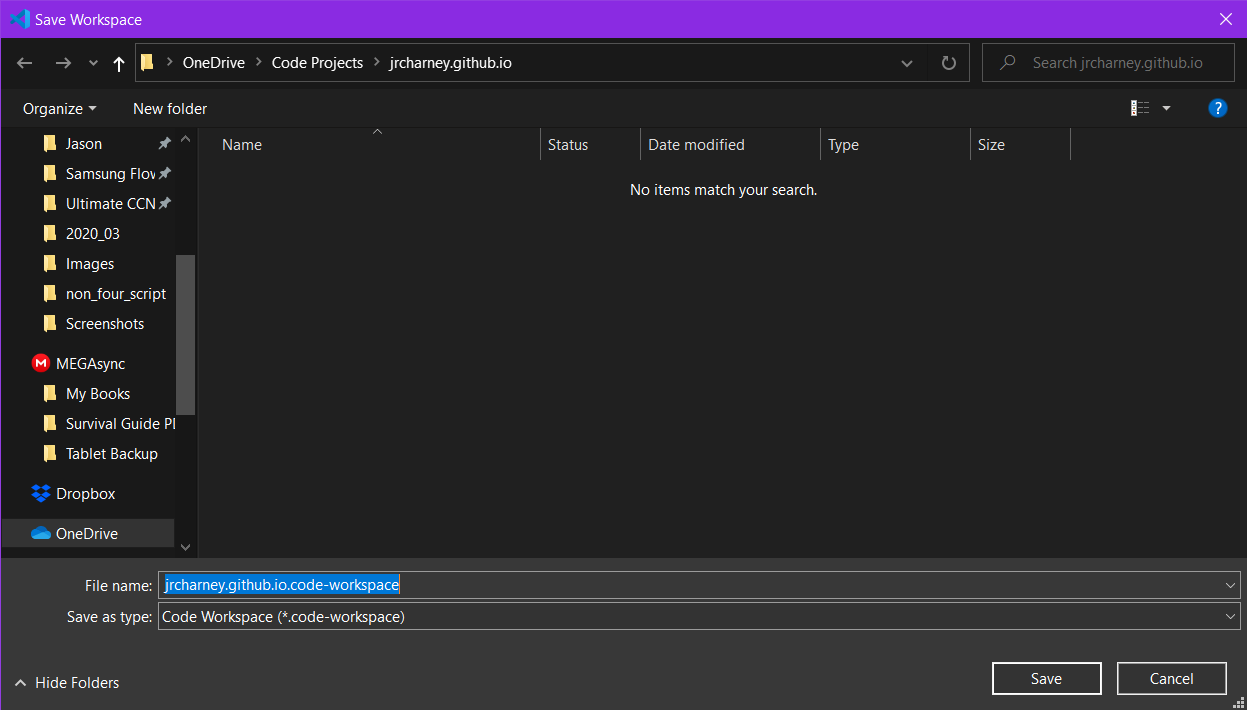 Save Workspace
OneDrive > Code Projects > jrcharney.github.io
Search jrcharney.github.io
Organize New folder
?
Name Status Date modified Type Size
No items match your search.
Jason
Samsung Flov
Ultimate CCN
2020_03
Images
non_four_script
Screenshots
M MEGAsync
My Books
Survival Guide Pl
Tablet Backup
Dropbox
OneDrive
File name: jrcharney.github.io.code-workspace
Save as type: Code Workspace (*.code-workspace)
Hide Folders
Save Cancel